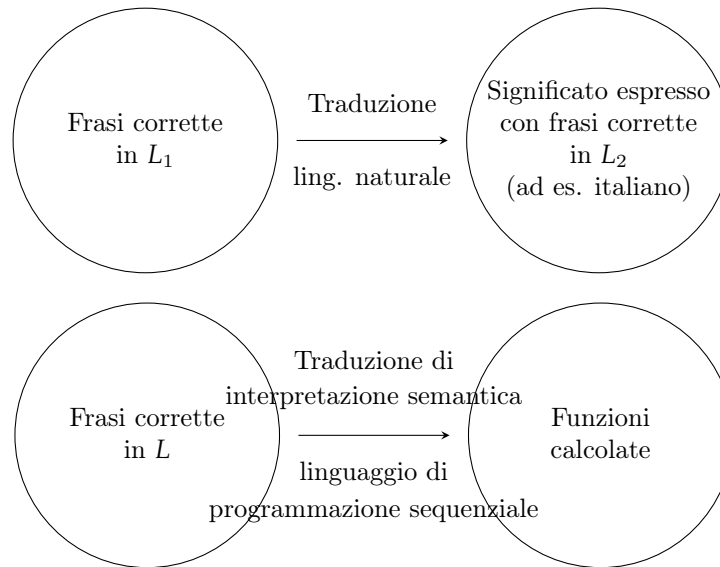 Frasi corrette
in L₁
Traduzione
ling. naturale
Significato espresso
con frasi corrette
in L₂
(ad es. italiano)
Frasi corrette
in L
Traduzione di
interpretazione semantica
linguaggio di
programmazione sequenziale
Funzioni
calcolate